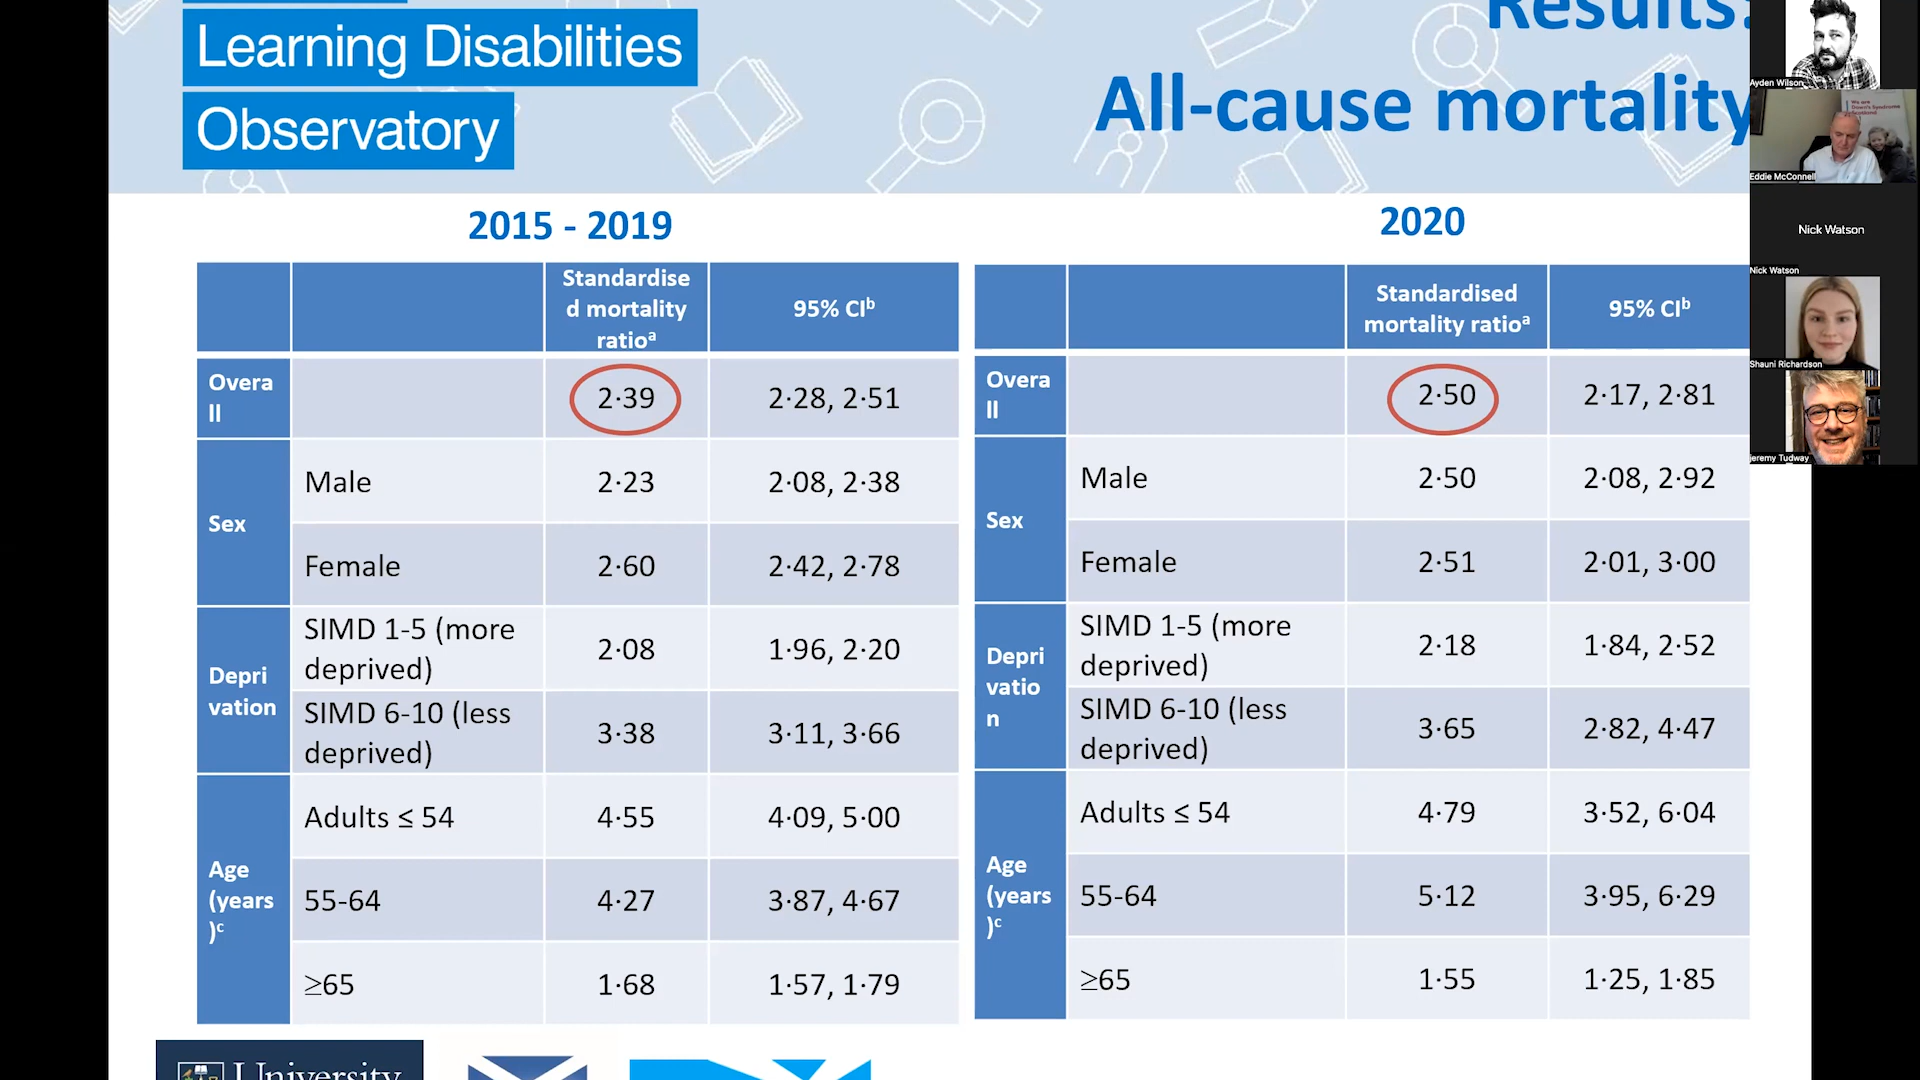 Learning Disabilities
Observatory
Results:
All-cause mortality
2015 - 2019
Standardise
d mortality
ratioᵃ
95% CIᵇ
Overa
ll
2·39
2·28, 2·51
Sex
Male
2·23
2·08, 2·38
Female
2·60
2·42, 2·78
Depri
vation
SIMD 1-5 (more
deprived)
2·08
1·96, 2·20
SIMD 6-10 (less
deprived)
3·38
3·11, 3·66
Age
(years
)ᶜ
Adults ≤ 54
4·55
4·09, 5·00
55-64
4·27
3·87, 4·67
≥65
1·68
1·57, 1·79
2020
Standardised
mortality ratioᵃ
95% CIᵇ
Overa
ll
2·50
2·17, 2·81
Sex
Male
2·50
2·08, 2·92
Female
2·51
2·01, 3·00
Depri
vatio
n
SIMD 1-5 (more
deprived)
2·18
1·84, 2·52
SIMD 6-10 (less
deprived)
3·65
2·82, 4·47
Age
(years
)ᶜ
Adults ≤ 54
4·79
3·52, 6·04
55-64
5·12
3·95, 6·29
≥65
1·55
1·25, 1·85
University
Ayden Wilson
We are
Down's Syndrome
Scotland
Eddie McConnell
Nick Watson
Nick Watson
Shauni Richardson
jeremy Tudway